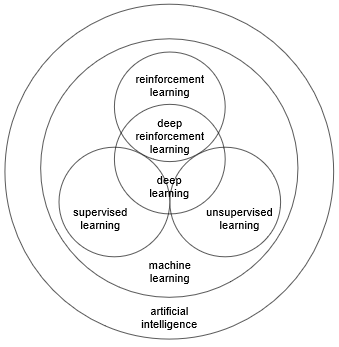 reinforcement
learning
deep
reinforcement
learning
deep
learning
supervised
learning
unsupervised
learning
machine
learning
artificial
intelligence